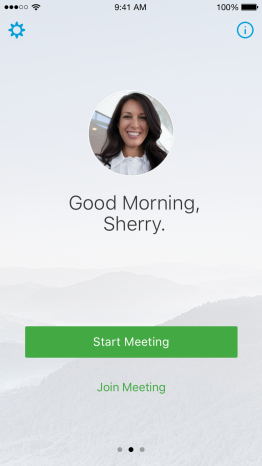 9:41 AM 100%
Good Morning,
Sherry.
Start Meeting
Join Meeting